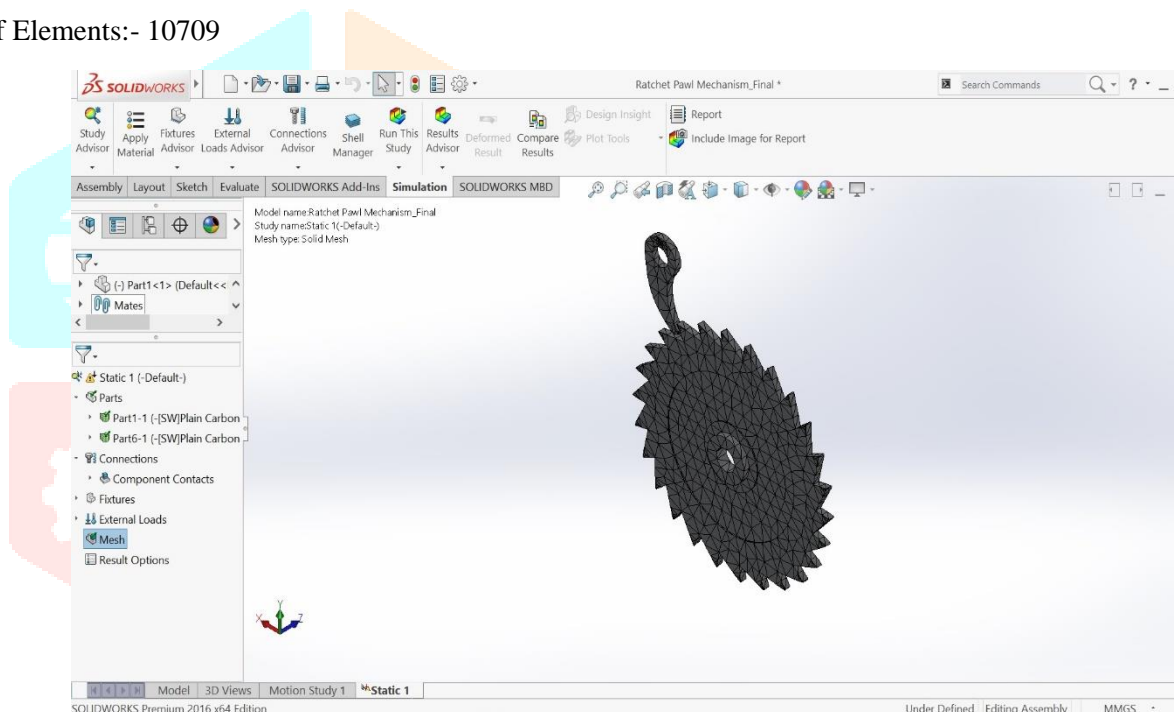 f Elements:- 10709
SOLIDWORKS
Ratchet Pawl Mechanism_Final *
Search Commands
?
Study Advisor
Apply Material
Fixtures Advisor
External Loads Advisor
Connections Advisor
Shell Manager
Run This Study
Results Advisor
Deformed Result
Compare Results
Design Insight
Plot Tools
Report
Include Image for Report
Assembly Layout Sketch Evaluate SOLIDWORKS Add-Ins Simulation SOLIDWORKS MBD
Model name:Ratchet Pawl Mechanism_Final
Study name:Static 1(-Default-)
Mesh type: Solid Mesh
(-) Part1<1> (Default<<
Mates
Static 1 (-Default-)
Parts
Part1-1 (-[SW]Plain Carbon
Part6-1 (-[SW]Plain Carbon
Connections
Component Contacts
Fixtures
External Loads
Mesh
Result Options
Y
X
Z
Model 3D Views Motion Study 1 Static 1
SOLIDWORKS Premium 2016 x64 Edition
Under Defined Editing Assembly MMGS